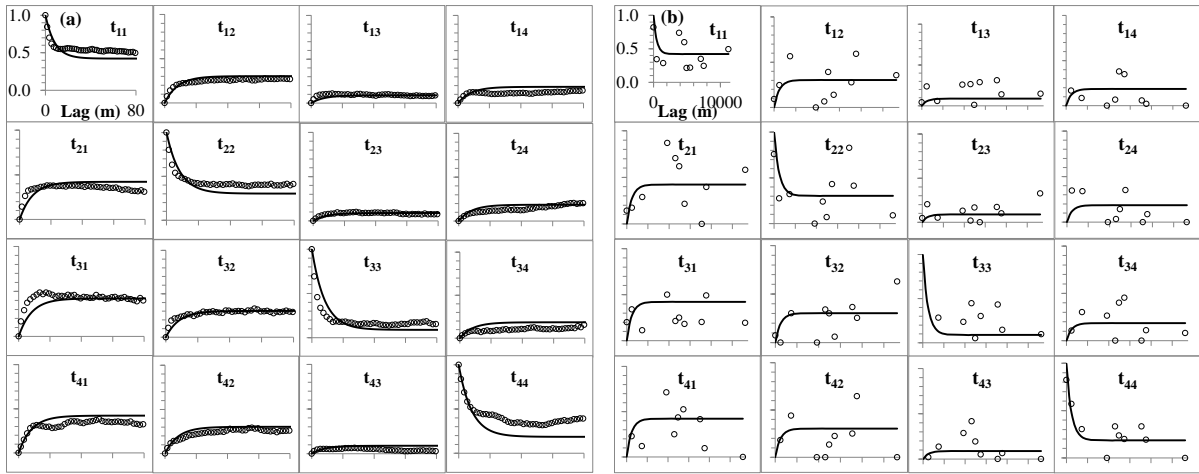 (a)
1.0
t11
0.5
0.0
0 Lag (m) 80
t12
t13
t14
t21
t22
t23
t24
t31
t32
t33
t34
t41
t42
t43
t44
(b)
1.0
t11
0.5
0.0
0 10000
Lag (m)
t12
t13
t14
t21
t22
t23
t24
t31
t32
t33
t34
t41
t42
t43
t44